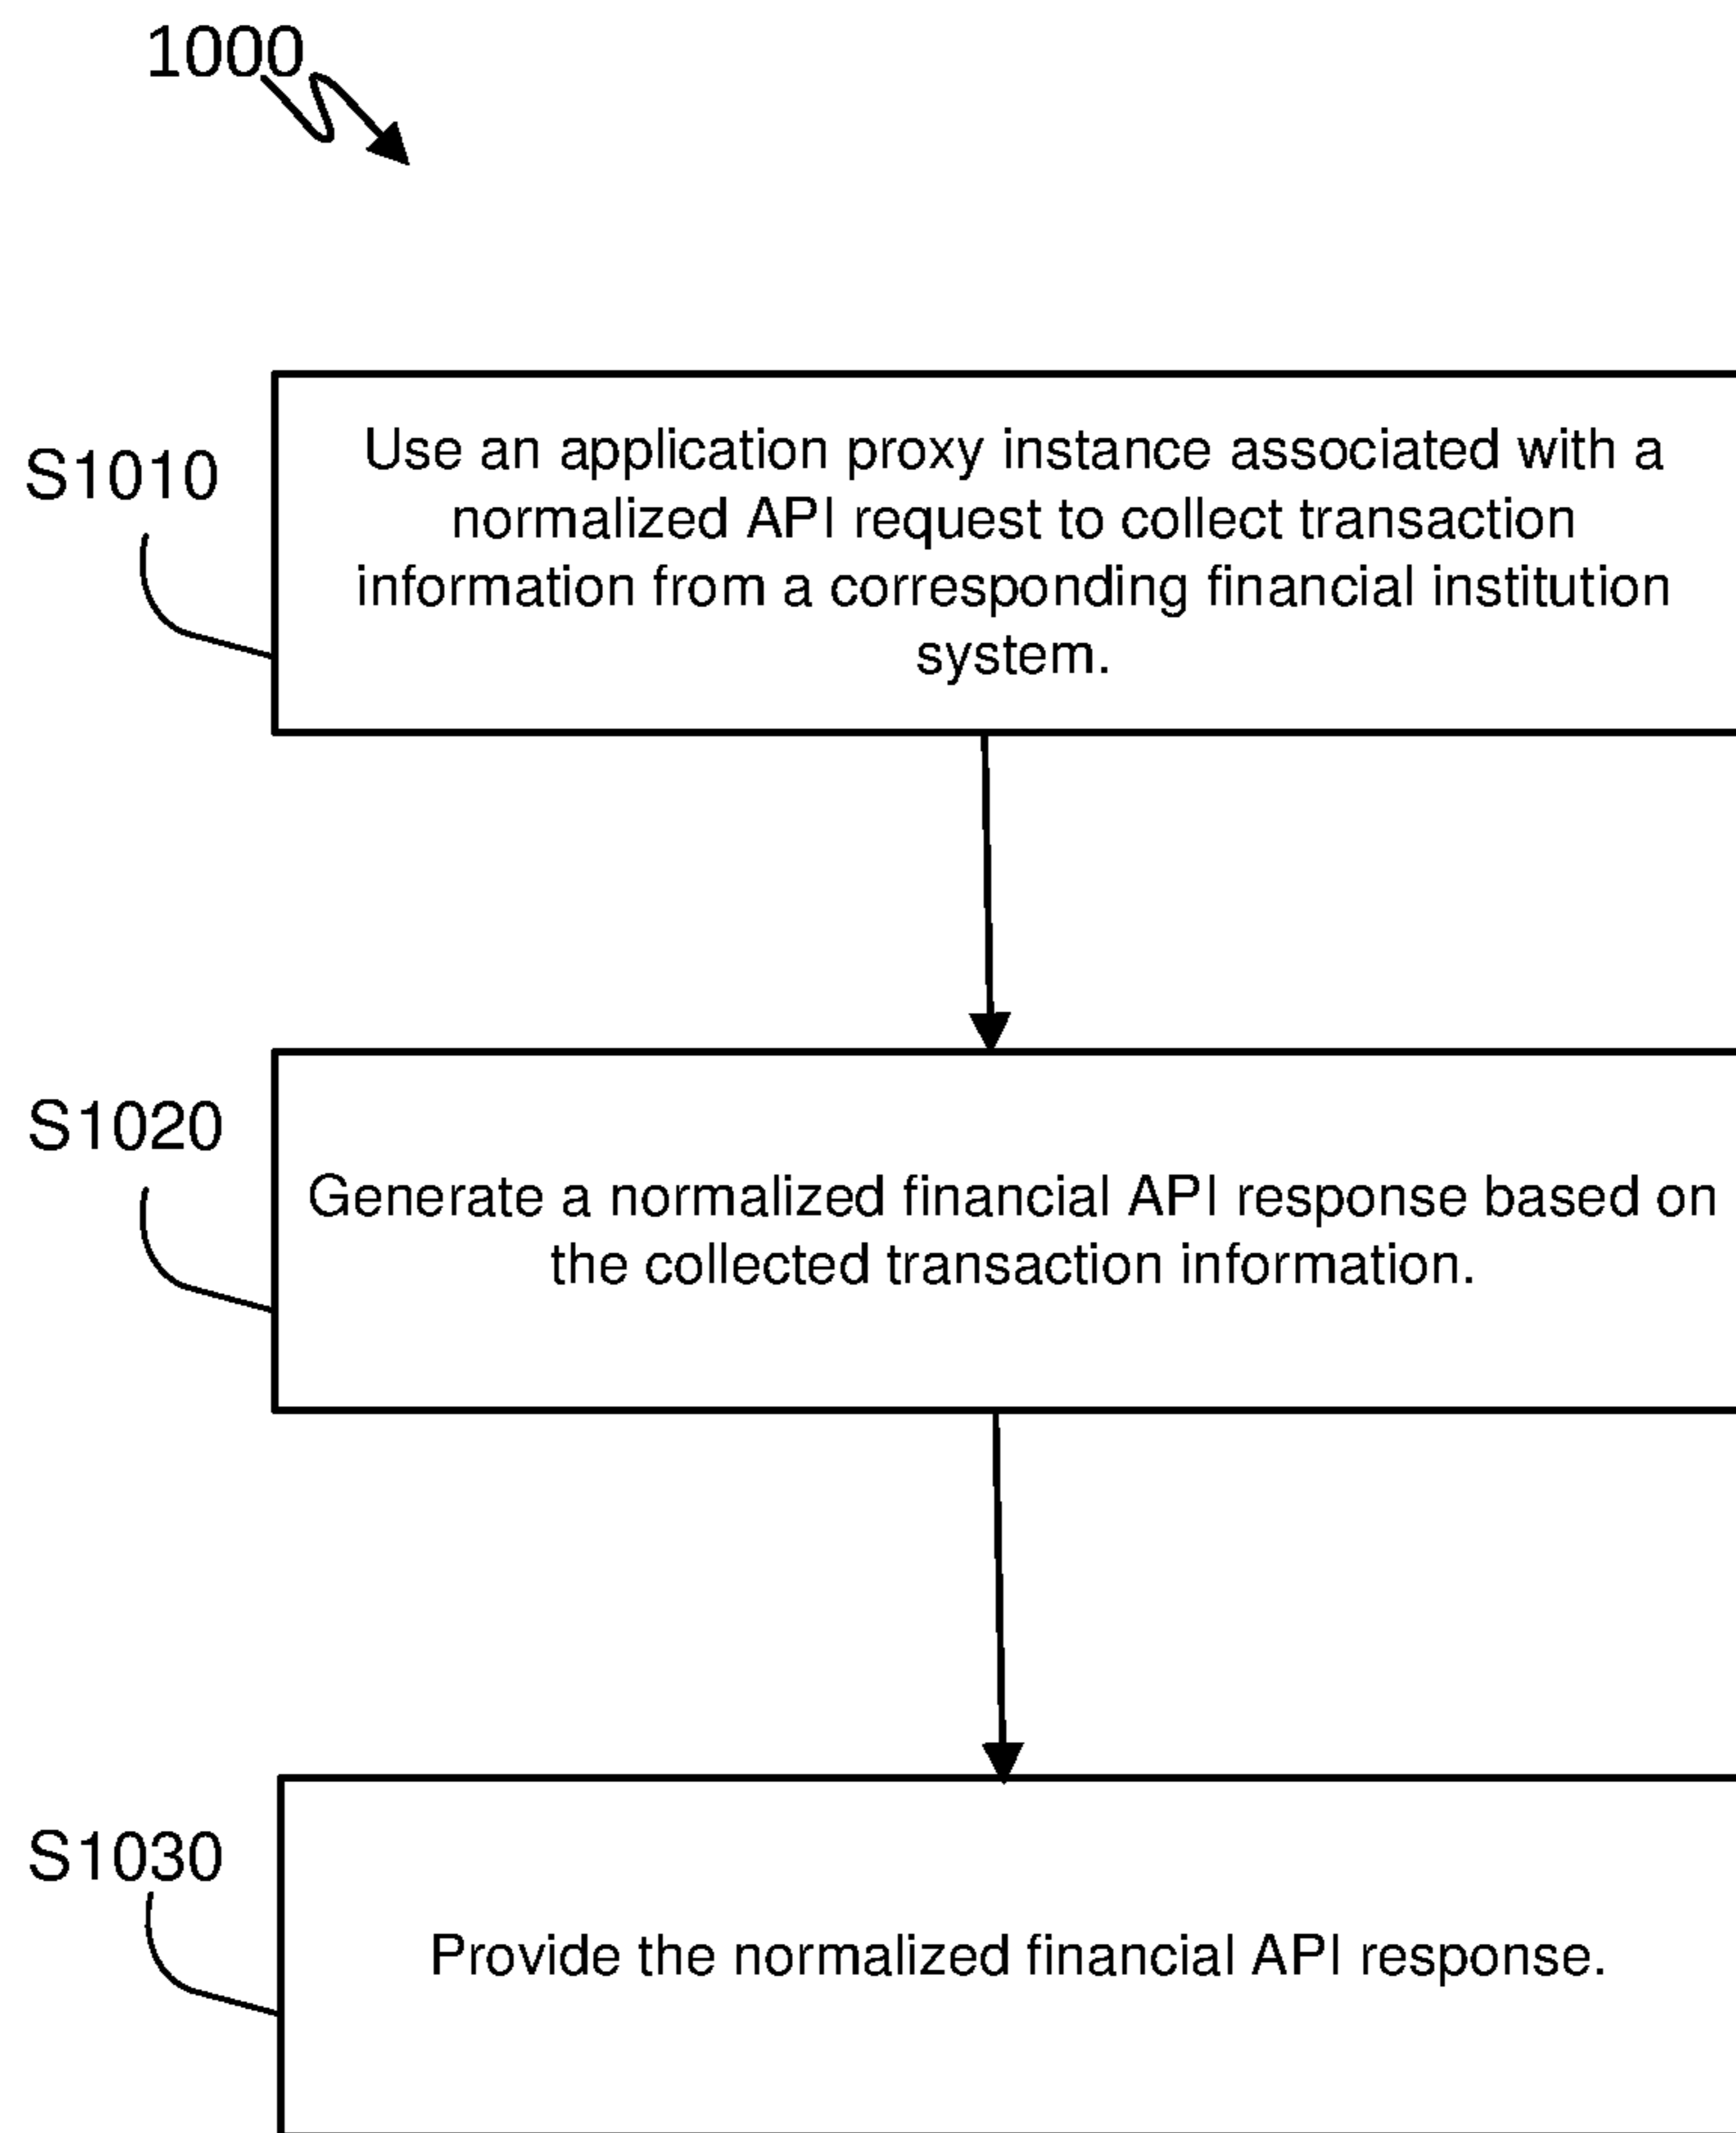 1000
S1010
Use an application proxy instance associated with a
normalized API request to collect transaction
information from a corresponding financial institution
system.
S1020
Generate a normalized financial API response based on
the collected transaction information.
S1030
Provide the normalized financial API response.